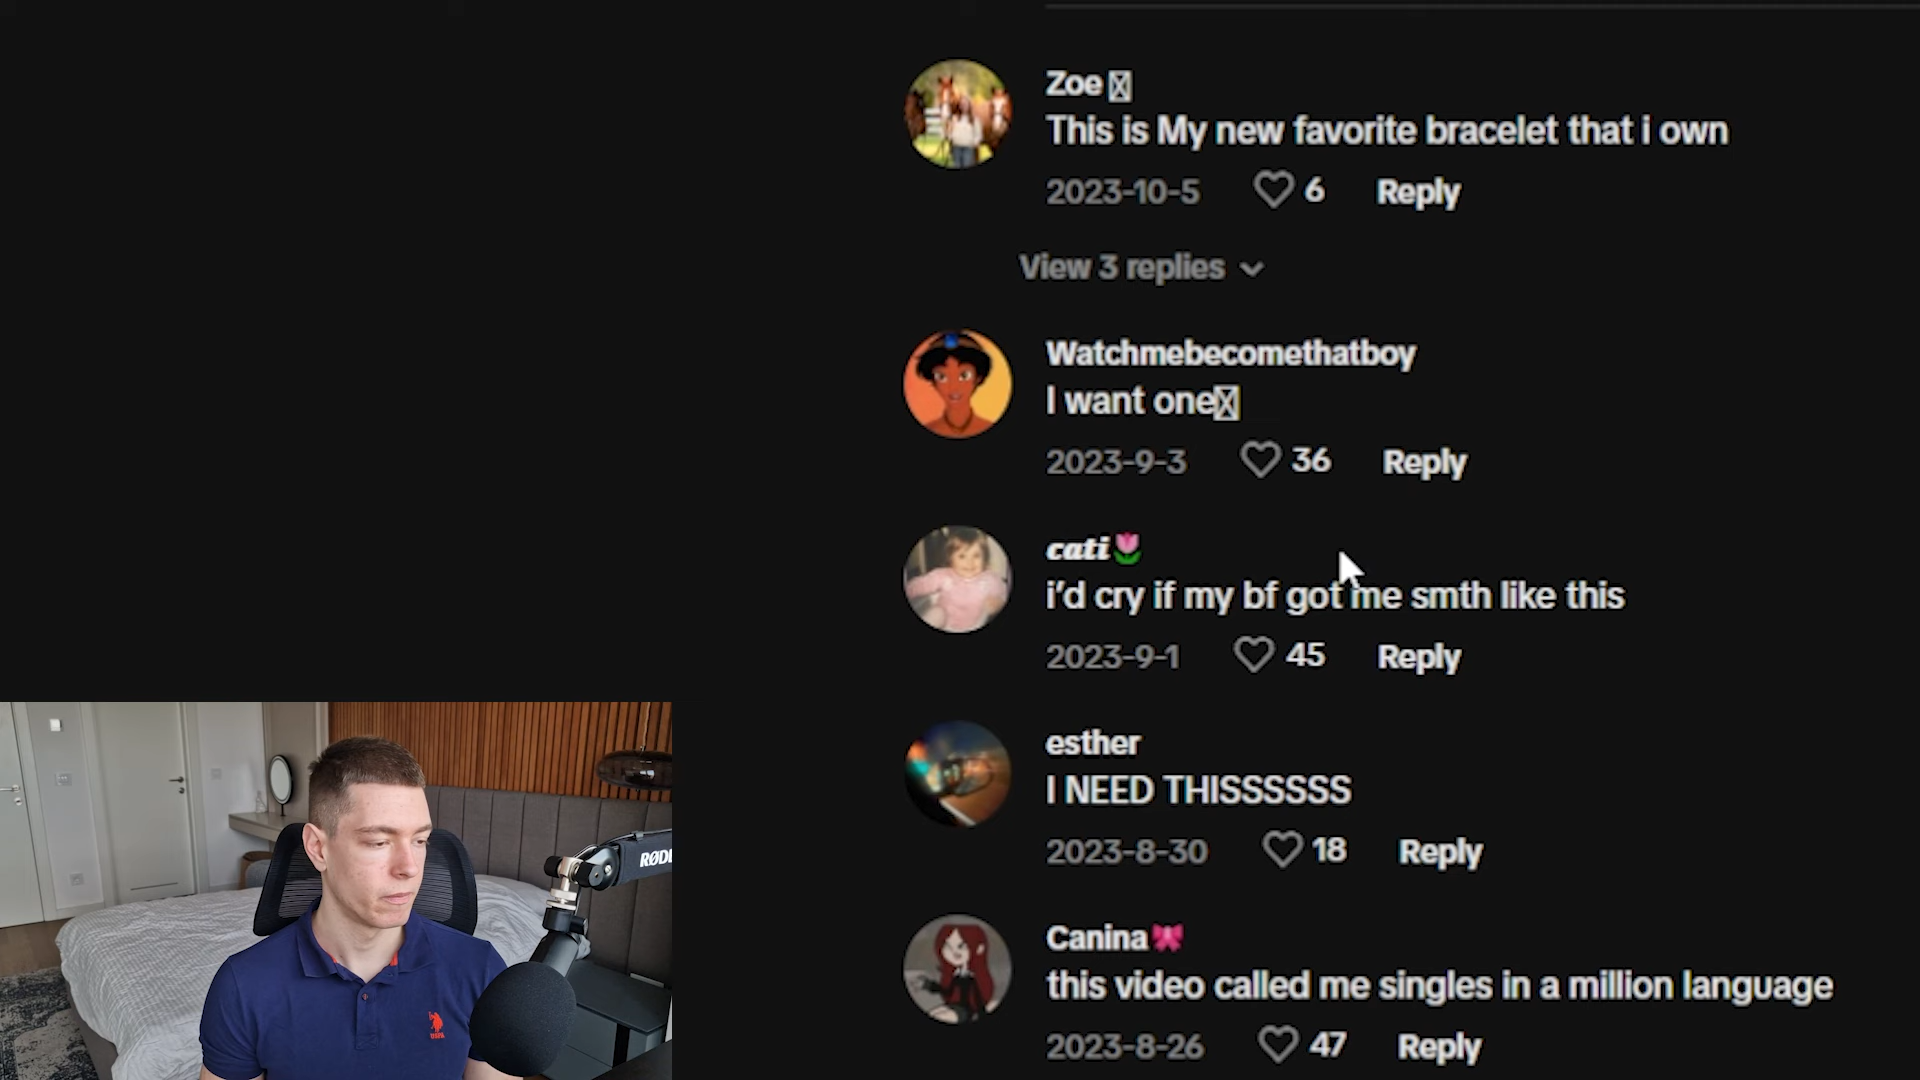 Zoe
This is My new favorite bracelet that i own
2023-10-5 6 Reply
View 3 replies
Watchmebecomethatboy
I want one
2023-9-3 36 Reply
cati🌷
i'd cry if my bf got me smth like this
2023-9-1 45 Reply
esther
I NEED THISSSSSS
2023-8-30 18 Reply
Canina🎀
this video called me singles in a million language
2023-8-26 47 Reply
RØDE
USPA